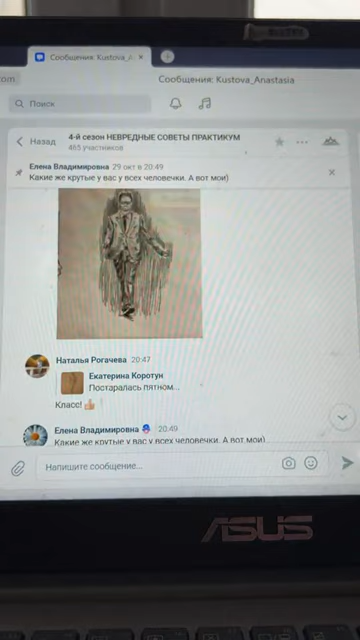 Сообщения: Kustova_A
com
Сообщения: Kustova_Anastasia
Поиск
Назад
4-й сезон НЕВРЕДНЫЕ СОВЕТЫ ПРАКТИКУМ
465 участников
Елена Владимировна 29 окт в 20:49
Какие же крутые у вас у всех человечки. А вот мои)
Наталья Рогачева 20:47
Екатерина Коротун
Постаралась пятном...
Класс!👍
Елена Владимировна 20:49
Какие же крутые у вас у всех человечки. А вот мои)
Напишите сообщение...
ASUS